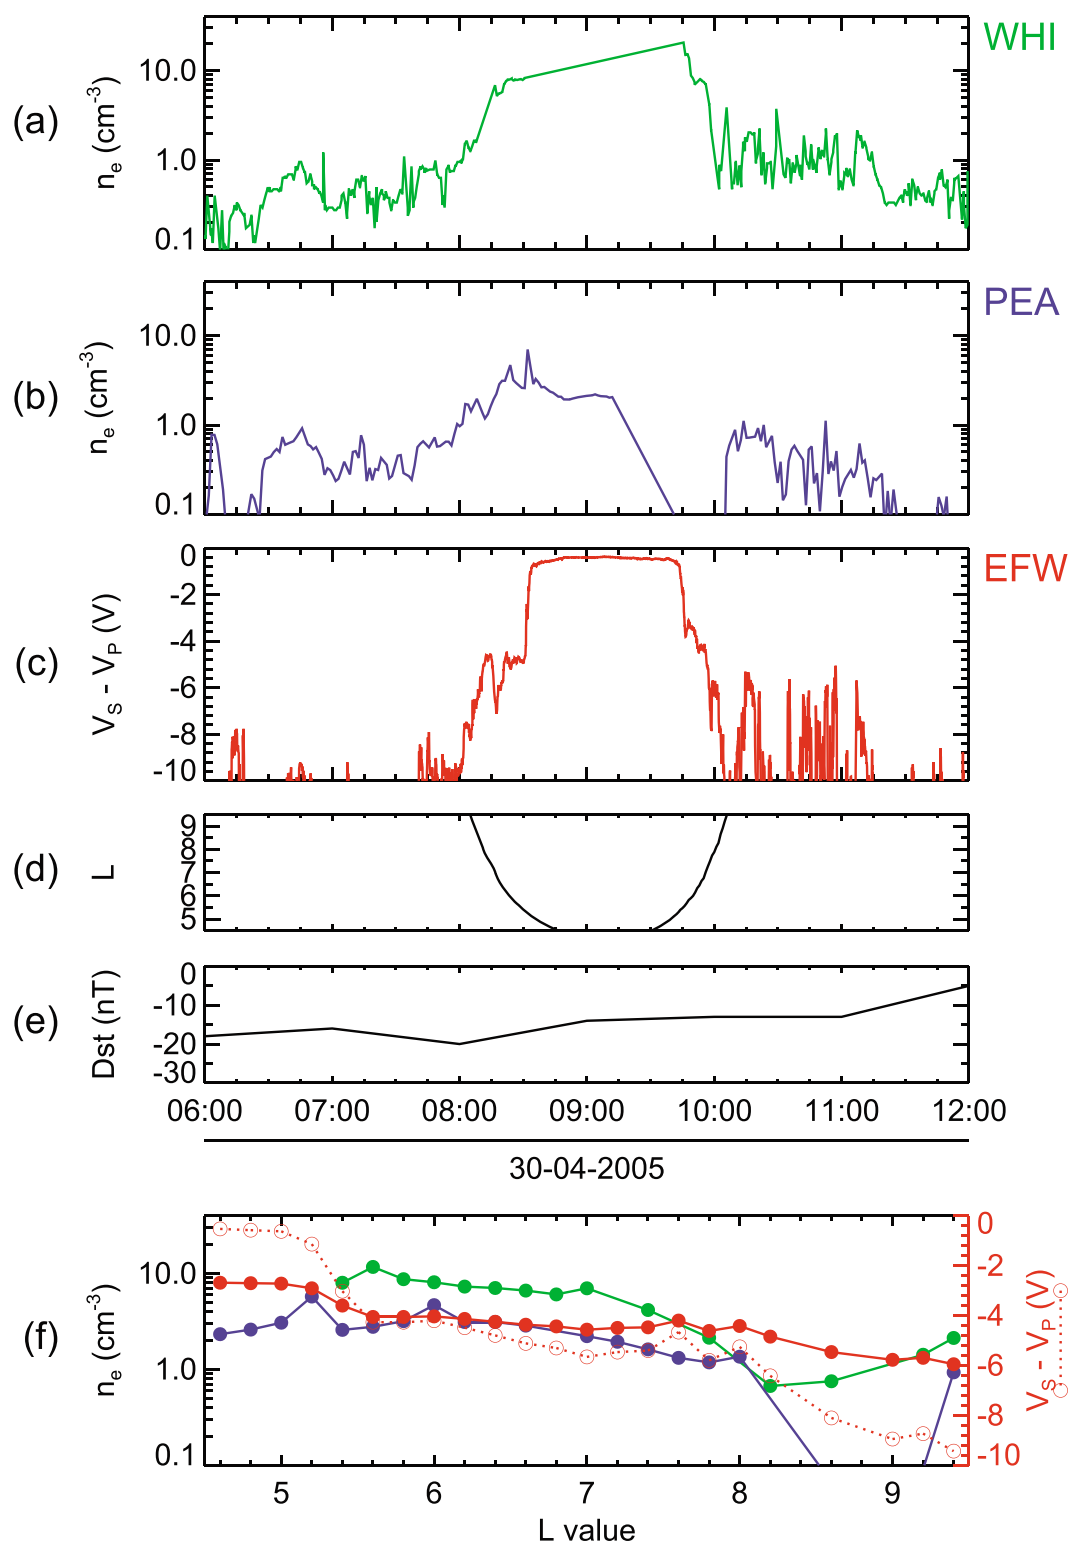 WHI
(a)
n_e (cm^-3)
10.0
1.0
0.1
PEA
(b)
n_e (cm^-3)
10.0
1.0
0.1
EFW
(c)
V_S - V_P (V)
0
-2
-4
-6
-8
-10
(d)
L
9
8
7
6
5
(e)
Dst (nT)
0
-10
-20
-30
06:00 07:00 08:00 09:00 10:00 11:00 12:00
30-04-2005
(f)
n_e (cm^-3)
10.0
1.0
0.1
0
-2
-4
-6
-8
-10
V_S - V_P (V)
5 6 7 8 9
L value